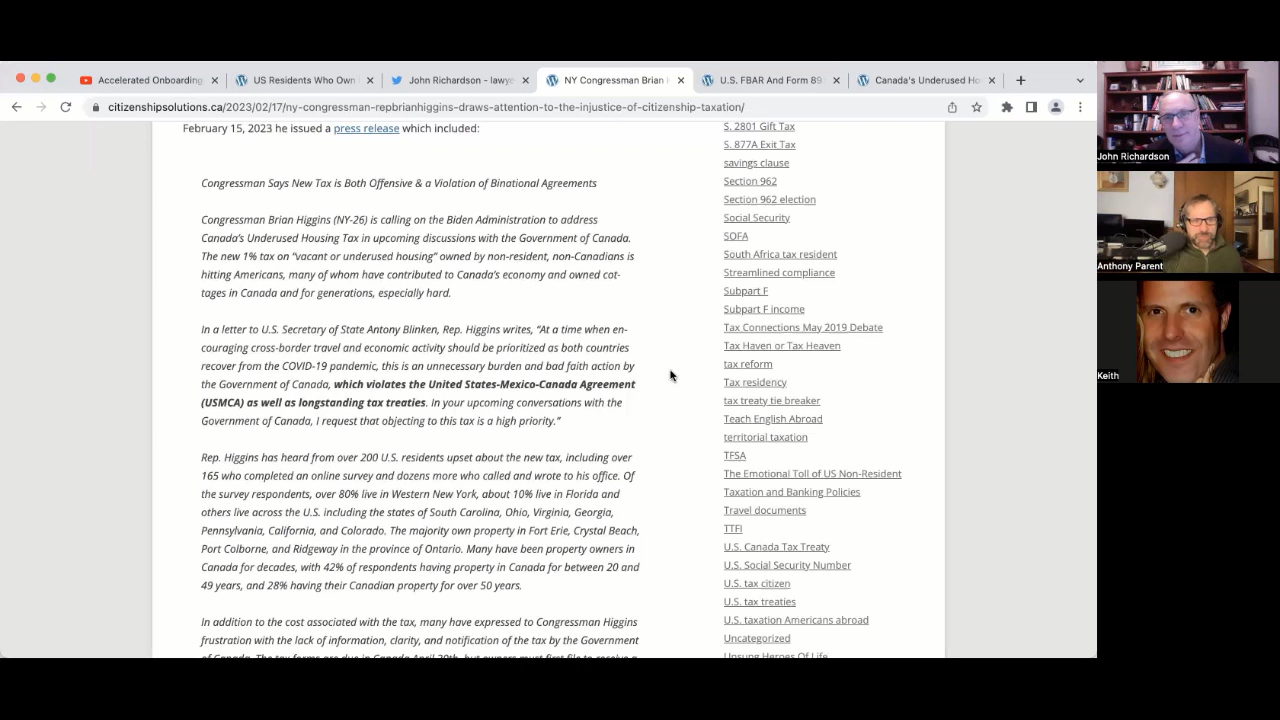 Accelerated Onboarding
US Residents Who Own
John Richardson - lawye
NY Congressman Brian
U.S. FBAR And Form 89
Canada's Underused Ho
citizenshipsolutions.ca/2023/02/17/ny-congressman-repbrianhiggins-draws-attention-to-the-injustice-of-citizenship-taxation/
February 15, 2023 he issued a press release which included:
Congressman Says New Tax is Both Offensive & a Violation of Binational Agreements
Congressman Brian Higgins (NY-26) is calling on the Biden Administration to address
Canada's Underused Housing Tax in upcoming discussions with the Government of Canada.
The new 1% tax on "vacant or underused housing" owned by non-resident, non-Canadians is
hitting Americans, many of whom have contributed to Canada's economy and owned cot-
tages in Canada and for generations, especially hard.
In a letter to U.S. Secretary of State Antony Blinken, Rep. Higgins writes, "At a time when en-
couraging cross-border travel and economic activity should be prioritized as both countries
recover from the COVID-19 pandemic, this is an unnecessary burden and bad faith action by
the Government of Canada, which violates the United States-Mexico-Canada Agreement
(USMCA) as well as longstanding tax treaties. In your upcoming conversations with the
Government of Canada, I request that objecting to this tax is a high priority."
Rep. Higgins has heard from over 200 U.S. residents upset about the new tax, including over
165 who completed an online survey and dozens more who called and wrote to his office. Of
the survey respondents, over 80% live in Western New York, about 10% live in Florida and
others live across the U.S. including the states of South Carolina, Ohio, Virginia, Georgia,
Pennsylvania, California, and Colorado. The majority own property in Fort Erie, Crystal Beach,
Port Colborne, and Ridgeway in the province of Ontario. Many have been property owners in
Canada for decades, with 42% of respondents having property in Canada for between 20 and
49 years, and 28% having their Canadian property for over 50 years.
In addition to the cost associated with the tax, many have expressed to Congressman Higgins
frustration with the lack of information, clarity, and notification of the tax by the Government
of Canada. The tax forms are due in Canada April 30th, but owners must first file to receive a
S. 2801 Gift Tax
S. 877A Exit Tax
savings clause
Section 962
Section 962 election
Social Security
SOFA
South Africa tax resident
Streamlined compliance
Subpart F
Subpart F income
Tax Connections May 2019 Debate
Tax Haven or Tax Heaven
tax reform
Tax residency
tax treaty tie breaker
Teach English Abroad
territorial taxation
TFSA
The Emotional Toll of US Non-Resident
Taxation and Banking Policies
Travel documents
TTFI
U.S. Canada Tax Treaty
U.S. Social Security Number
U.S. tax citizen
U.S. tax treaties
U.S. taxation Americans abroad
Uncategorized
Unsung Heroes Of Life
John Richardson
Anthony Parent
Keith